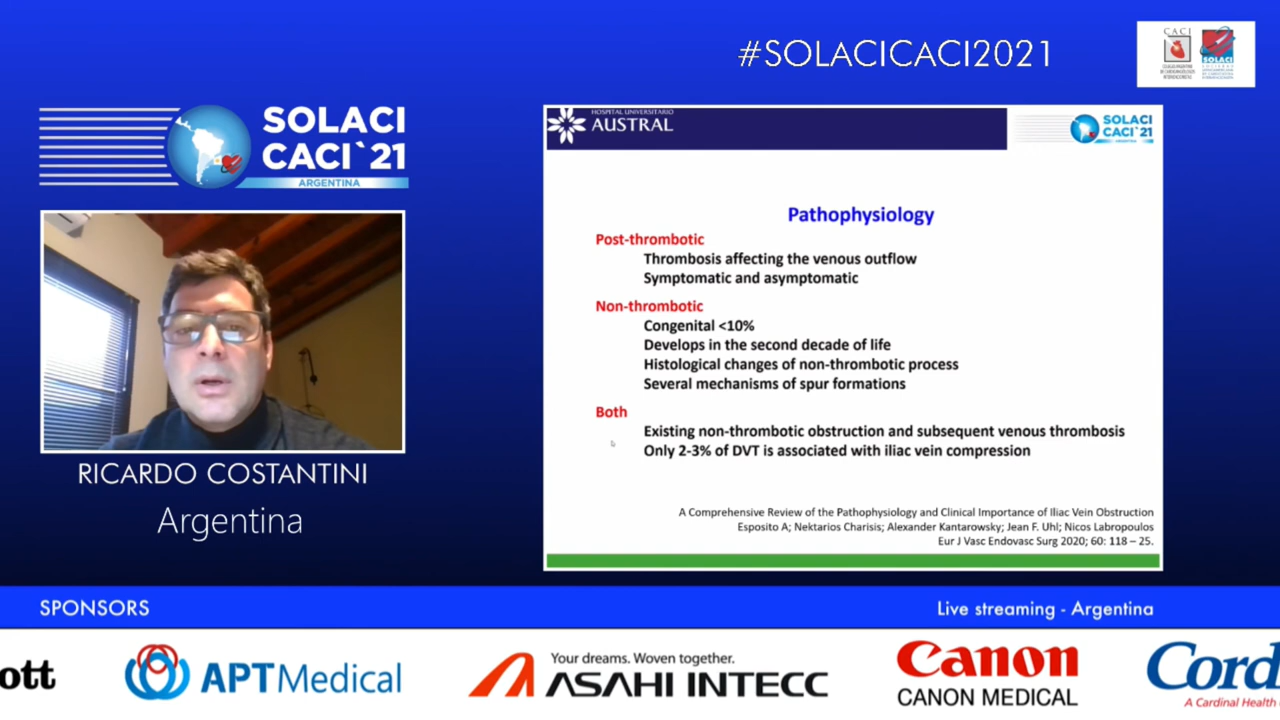 #SOLACICACI2021
CACI
SOLACI
SOLACI
CACI`21
ARGENTINA
RICARDO COSTANTINI
Argentina
HOSPITAL UNIVERSITARIO
AUSTRAL
SOLACI
CACI`21
ARGENTINA
Pathophysiology
Post-thrombotic
Thrombosis affecting the venous outflow
Symptomatic and asymptomatic
Non-thrombotic
Congenital <10%
Develops in the second decade of life
Histological changes of non-thrombotic process
Several mechanisms of spur formations
Both
Existing non-thrombotic obstruction and subsequent venous thrombosis
Only 2-3% of DVT is associated with iliac vein compression
A Comprehensive Review of the Pathophysiology and Clinical Importance of Iliac Vein Obstruction
Esposito A; Nektarios Charisis; Alexander Kantarowsky; Jean F. Uhl; Nicos Labropoulos
Eur J Vasc Endovasc Surg 2020; 60: 118 – 25.
SPONSORS
Live streaming - Argentina
ott
APTMedical
Your dreams. Woven together.
ASAHI INTECC
Canon
CANON MEDICAL
Cord
A Cardinal Health